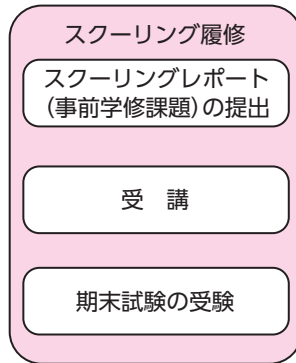 スクーリング履修
スクーリングレポート
(事前学修課題)の提出
受　講
期末試験の受験